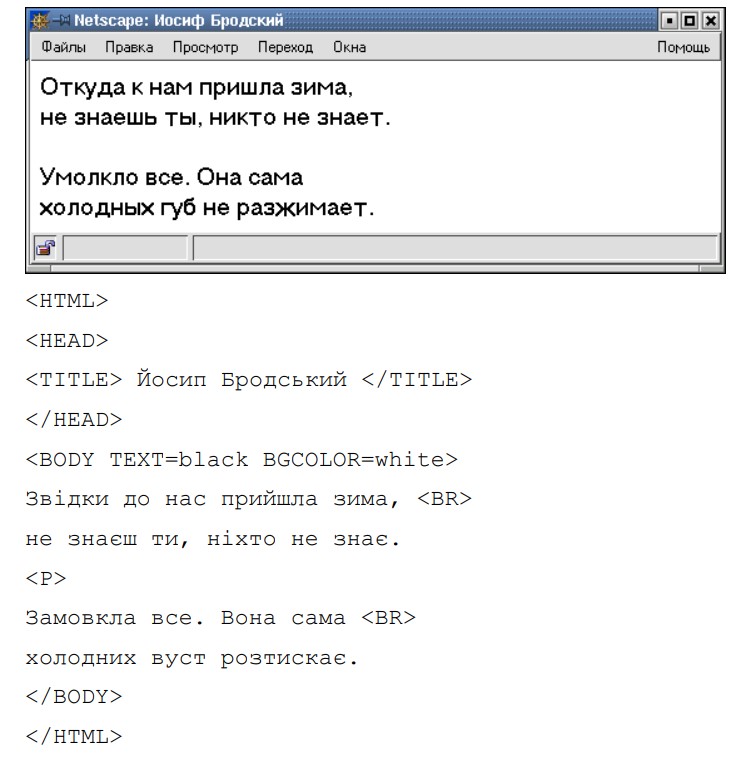 Netscape: Иосиф Бродский
Файлы Правка Просмотр Переход Окна Помощь
Откуда к нам пришла зима,
не знаешь ты, никто не знает.
Умолкло все. Она сама
холодных губ не разжимает.
<HTML>
<HEAD>
<TITLE> Йосип Бродський </TITLE>
</HEAD>
<BODY TEXT=black BGCOLOR=white>
Звідки до нас прийшла зима, <BR>
не знаєш ти, ніхто не знає.
<P>
Замовкла все. Вона сама <BR>
холодних вуст розтискає.
</BODY>
</HTML>